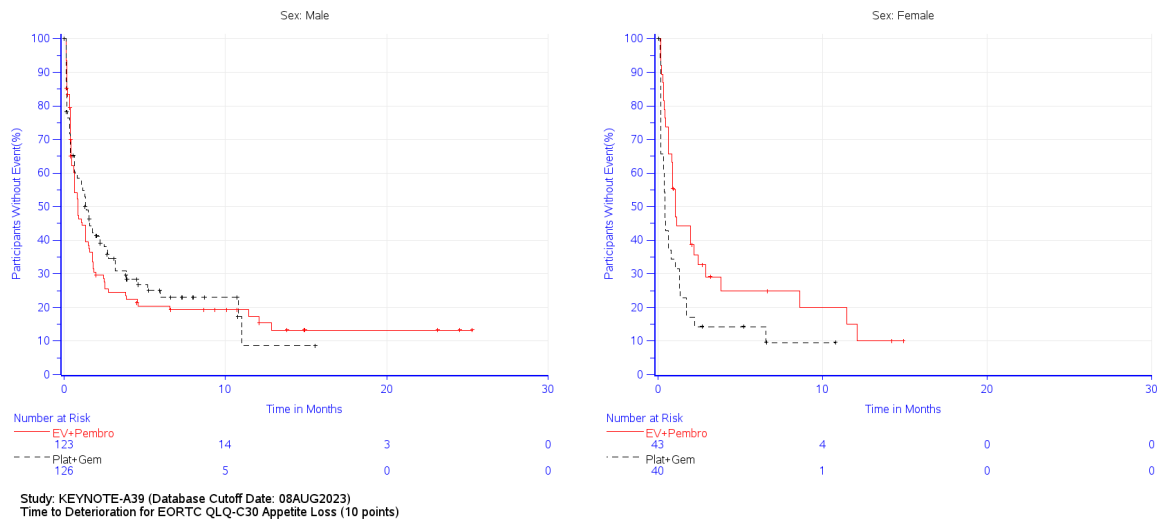 Sex: Male
100
90
80
70
60
50
40
30
20
10
0
Participants Without Event(%)
0 10 20 30
Time in Months
Number at Risk
EV+Pembro
123 14 3 0
Plat+Gem
126 5 0 0
Sex: Female
100
90
80
70
60
50
40
30
20
10
0
Participants Without Event(%)
0 10 20 30
Time in Months
Number at Risk
EV+Pembro
43 4 0 0
Plat+Gem
40 1 0 0
Study: KEYNOTE-A39 (Database Cutoff Date: 08AUG2023)
Time to Deterioration for EORTC QLQ-C30 Appetite Loss (10 points)